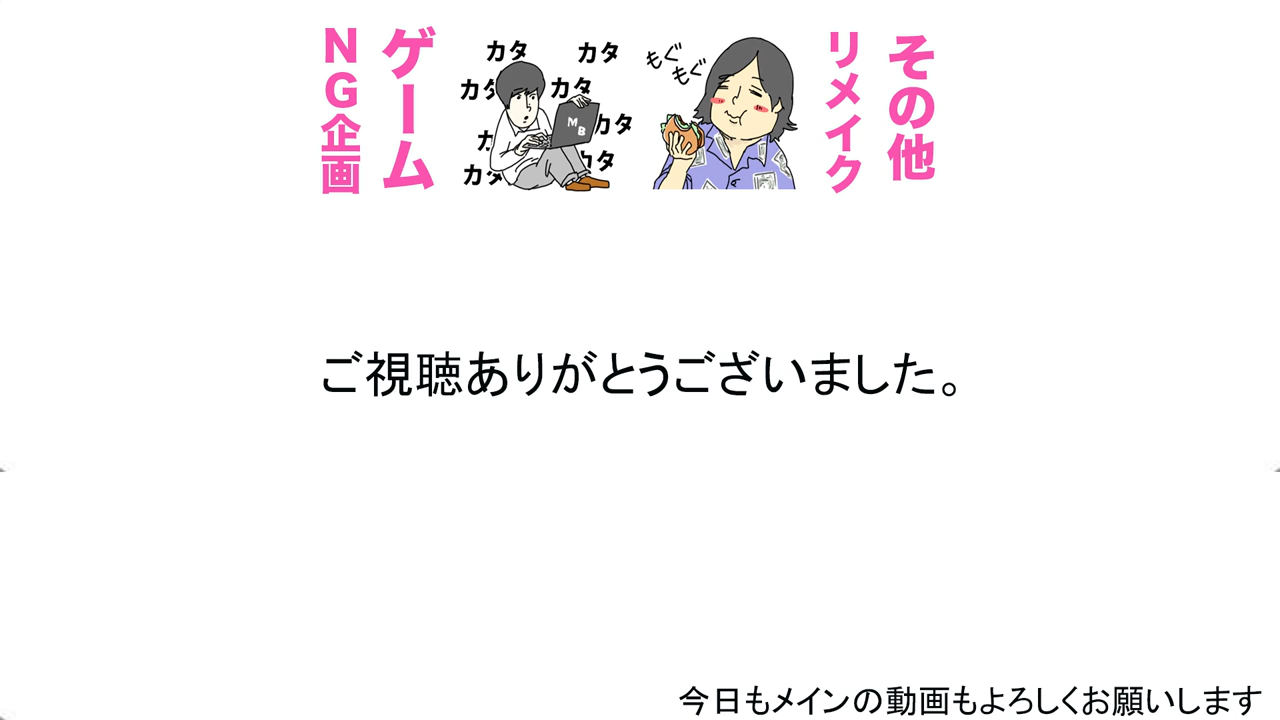 ゲーム
NG企画
カタ
カタ
カタ
カタ
カタ
カタ
MB
もぐ
もぐ
その他
リメイク
ご視聴ありがとうございました。
今日もメインの動画もよろしくお願いします